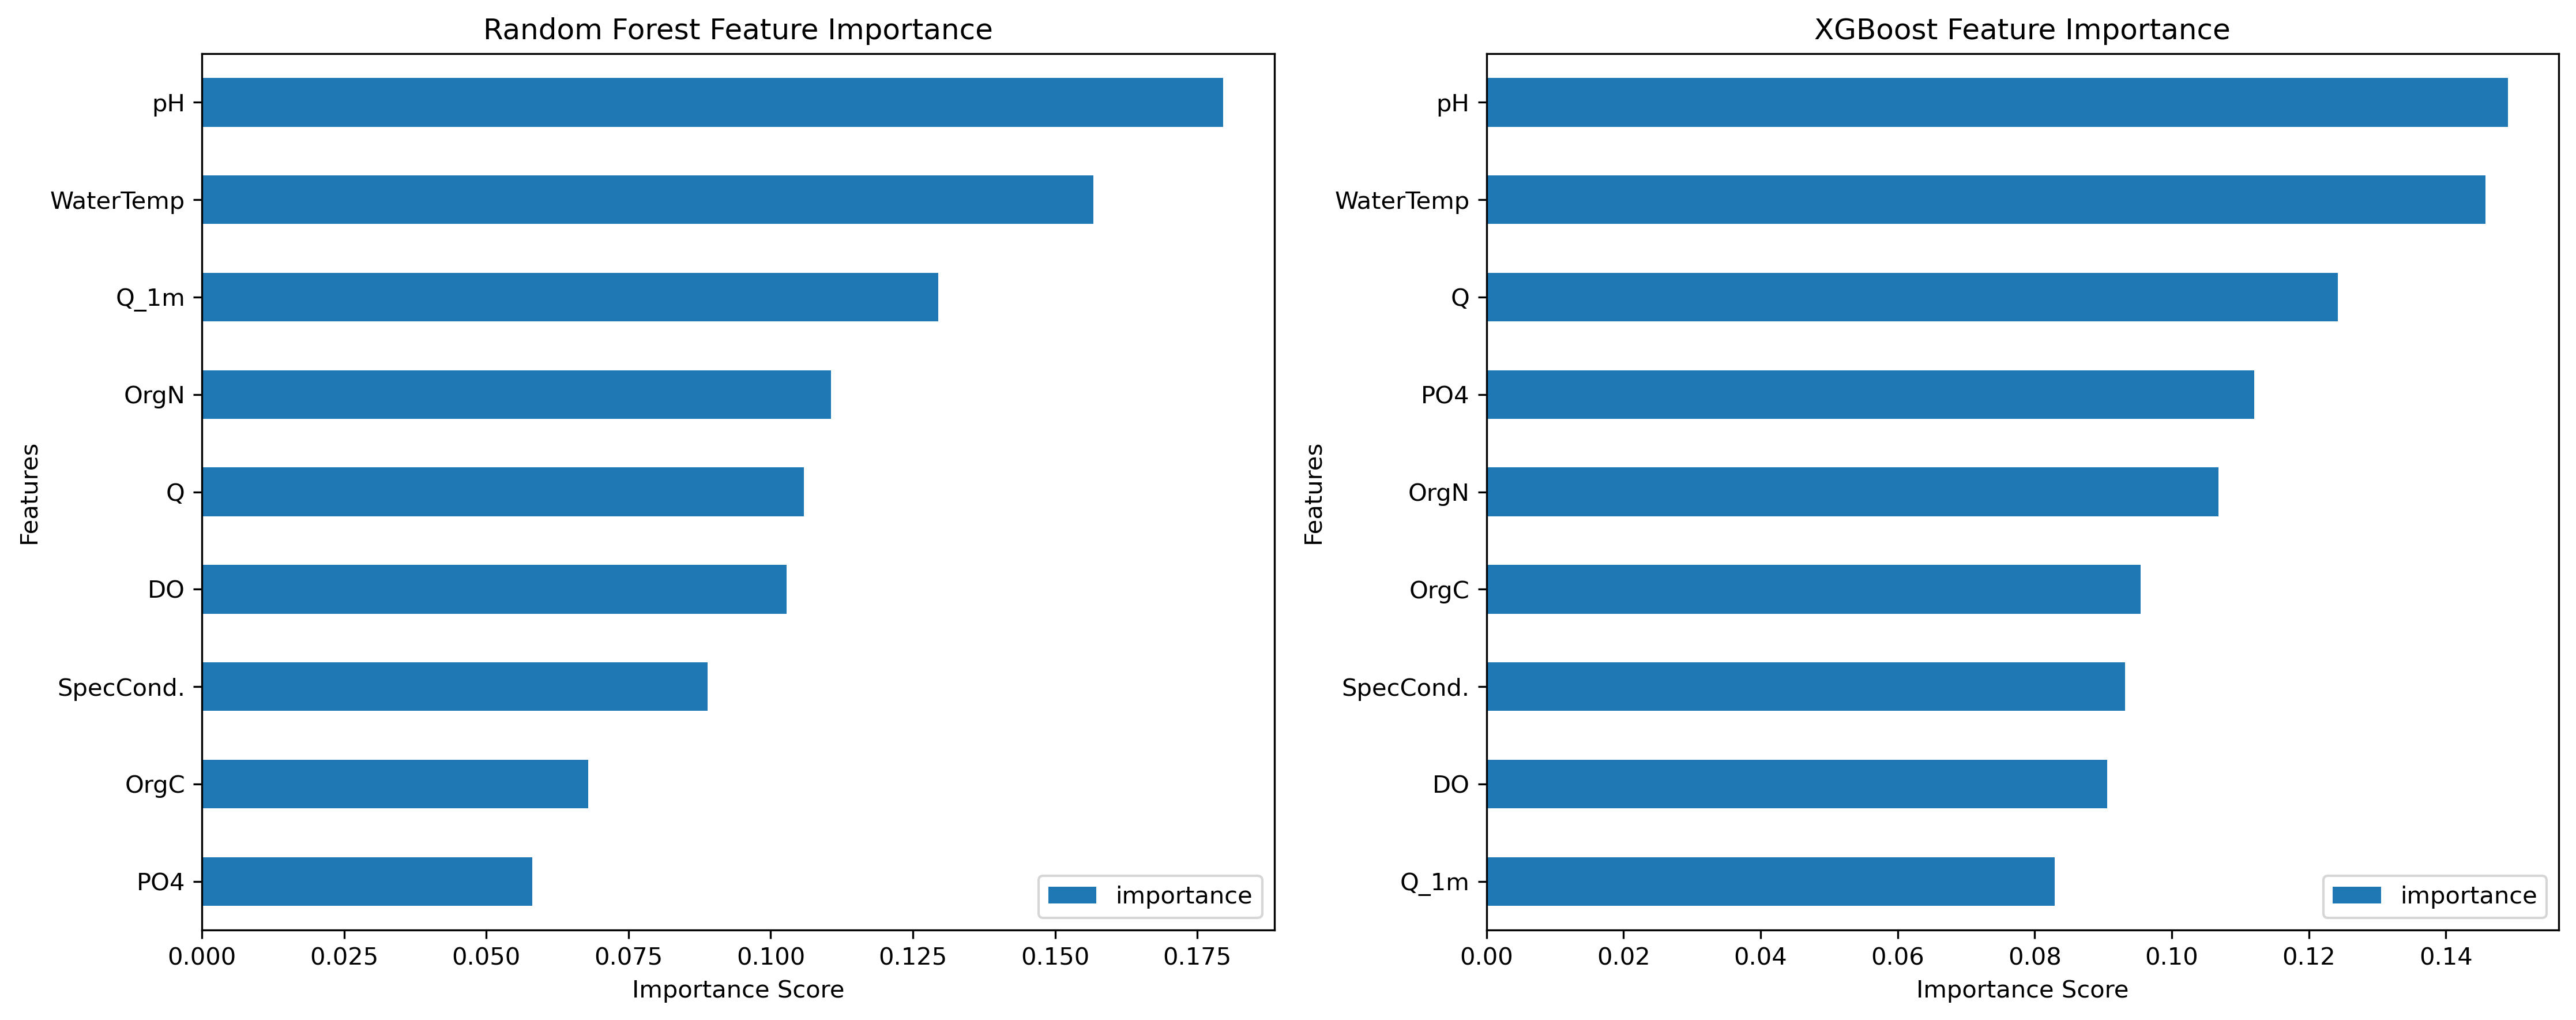 Random Forest Feature Importance
Features
pH
WaterTemp
Q_1m
OrgN
Q
DO
SpecCond.
OrgC
PO4
importance
0.000 0.025 0.050 0.075 0.100 0.125 0.150 0.175
Importance Score
XGBoost Feature Importance
Features
pH
WaterTemp
Q
PO4
OrgN
OrgC
SpecCond.
DO
Q_1m
importance
0.00 0.02 0.04 0.06 0.08 0.10 0.12 0.14
Importance Score